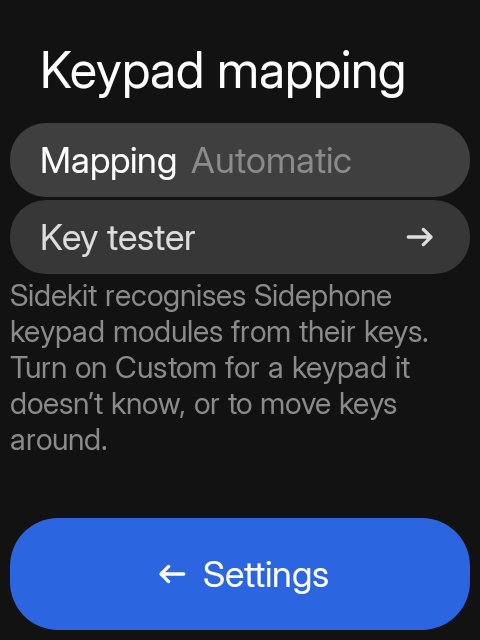 Keypad mapping
Mapping Automatic
Key tester →
Sidekit recognises Sidephone
keypad modules from their keys.
Turn on Custom for a keypad it
doesn’t know, or to move keys
around.
← Settings